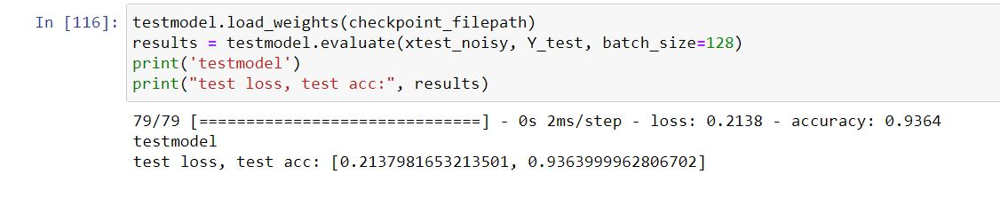 In [116]: testmodel.load_weights(checkpoint_filepath)
results = testmodel.evaluate(xtest_noisy, Y_test, batch_size=128)
print('testmodel')
print("test loss, test acc:", results)
79/79 [==============================] - 0s 2ms/step - loss: 0.2138 - accuracy: 0.9364
testmodel
test loss, test acc: [0.2137981653213501, 0.9363999962806702]